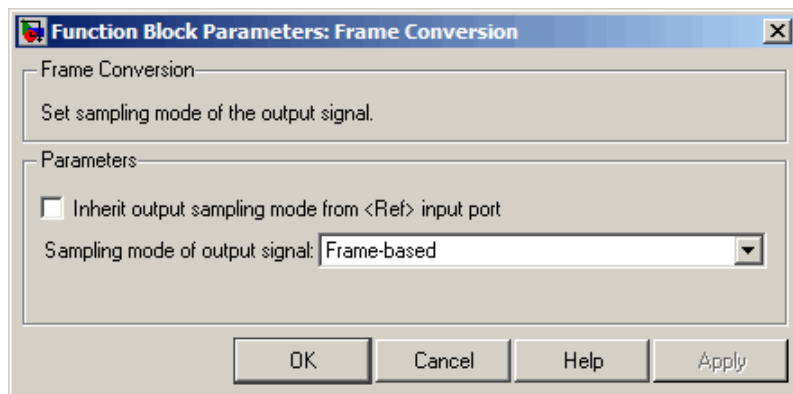 Function Block Parameters: Frame Conversion
Frame Conversion
Set sampling mode of the output signal.
Parameters
Inherit output sampling mode from <Ref> input port
Sampling mode of output signal: Frame-based
OK Cancel Help Apply